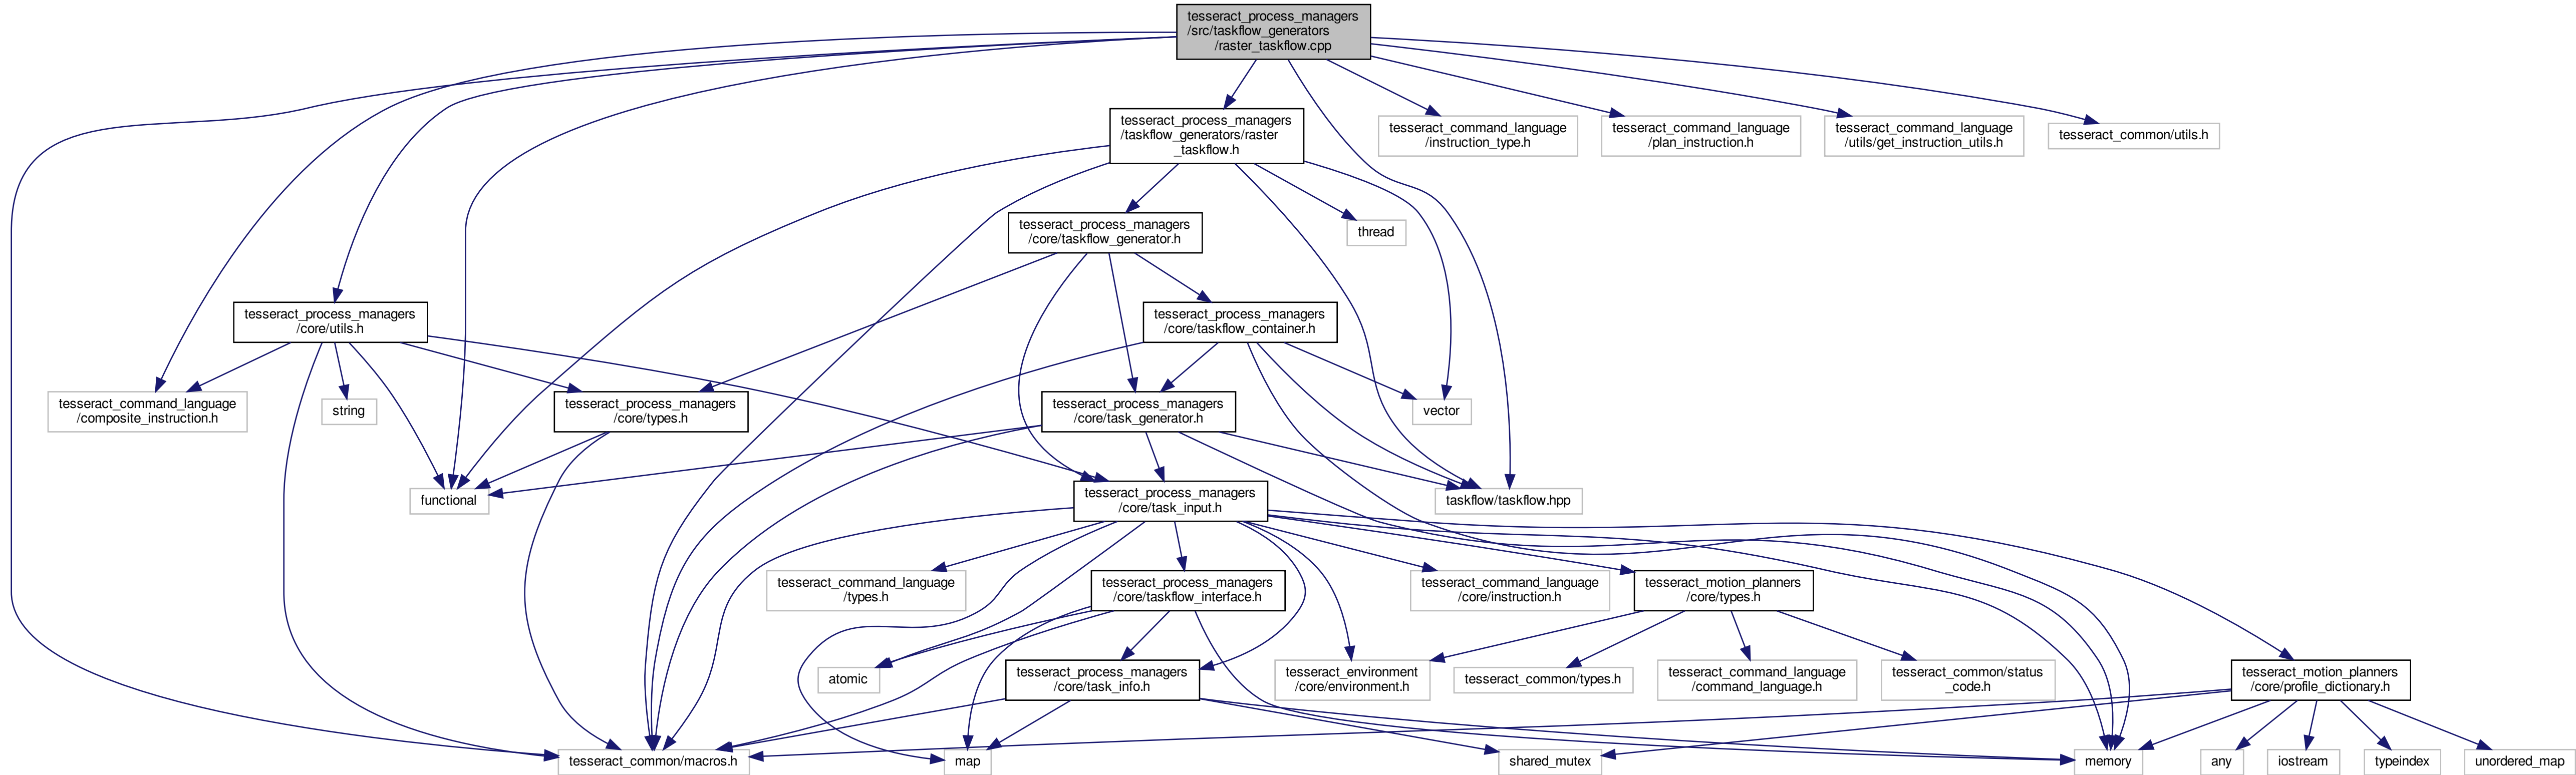 tesseract_process_managers
/src/taskflow_generators
/raster_taskflow.cpp
tesseract_process_managers
/taskflow_generators/raster
_taskflow.h
tesseract_command_language
/instruction_type.h
tesseract_command_language
/plan_instruction.h
tesseract_command_language
/utils/get_instruction_utils.h
tesseract_common/utils.h
tesseract_process_managers
/core/taskflow_generator.h
thread
tesseract_process_managers
/core/utils.h
tesseract_process_managers
/core/taskflow_container.h
tesseract_command_language
/composite_instruction.h
string
tesseract_process_managers
/core/types.h
tesseract_process_managers
/core/task_generator.h
vector
functional
tesseract_process_managers
/core/task_input.h
taskflow/taskflow.hpp
tesseract_command_language
/types.h
tesseract_process_managers
/core/taskflow_interface.h
tesseract_command_language
/core/instruction.h
tesseract_motion_planners
/core/types.h
atomic
tesseract_process_managers
/core/task_info.h
tesseract_environment
/core/environment.h
tesseract_common/types.h
tesseract_command_language
/command_language.h
tesseract_common/status
_code.h
tesseract_motion_planners
/core/profile_dictionary.h
tesseract_common/macros.h
map
shared_mutex
memory
any
iostream
typeindex
unordered_map